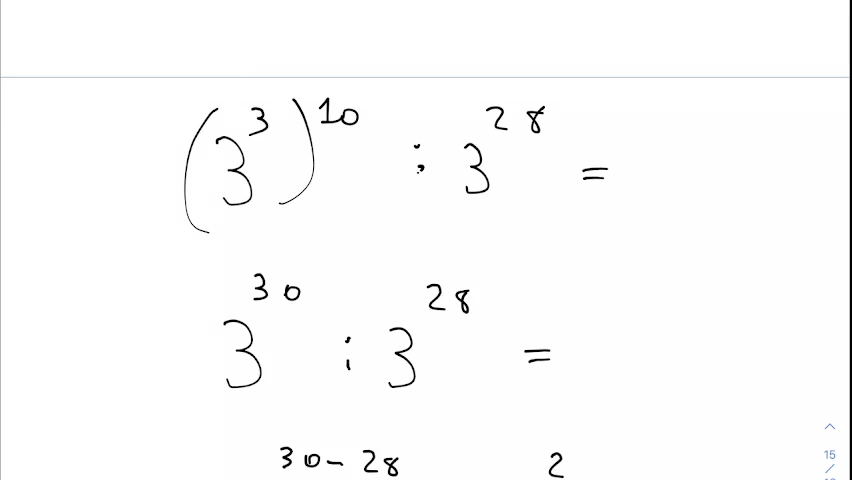 (3^3)^10 : 3^28 =
3^30 : 3^28 =
30 - 28 2
15
/